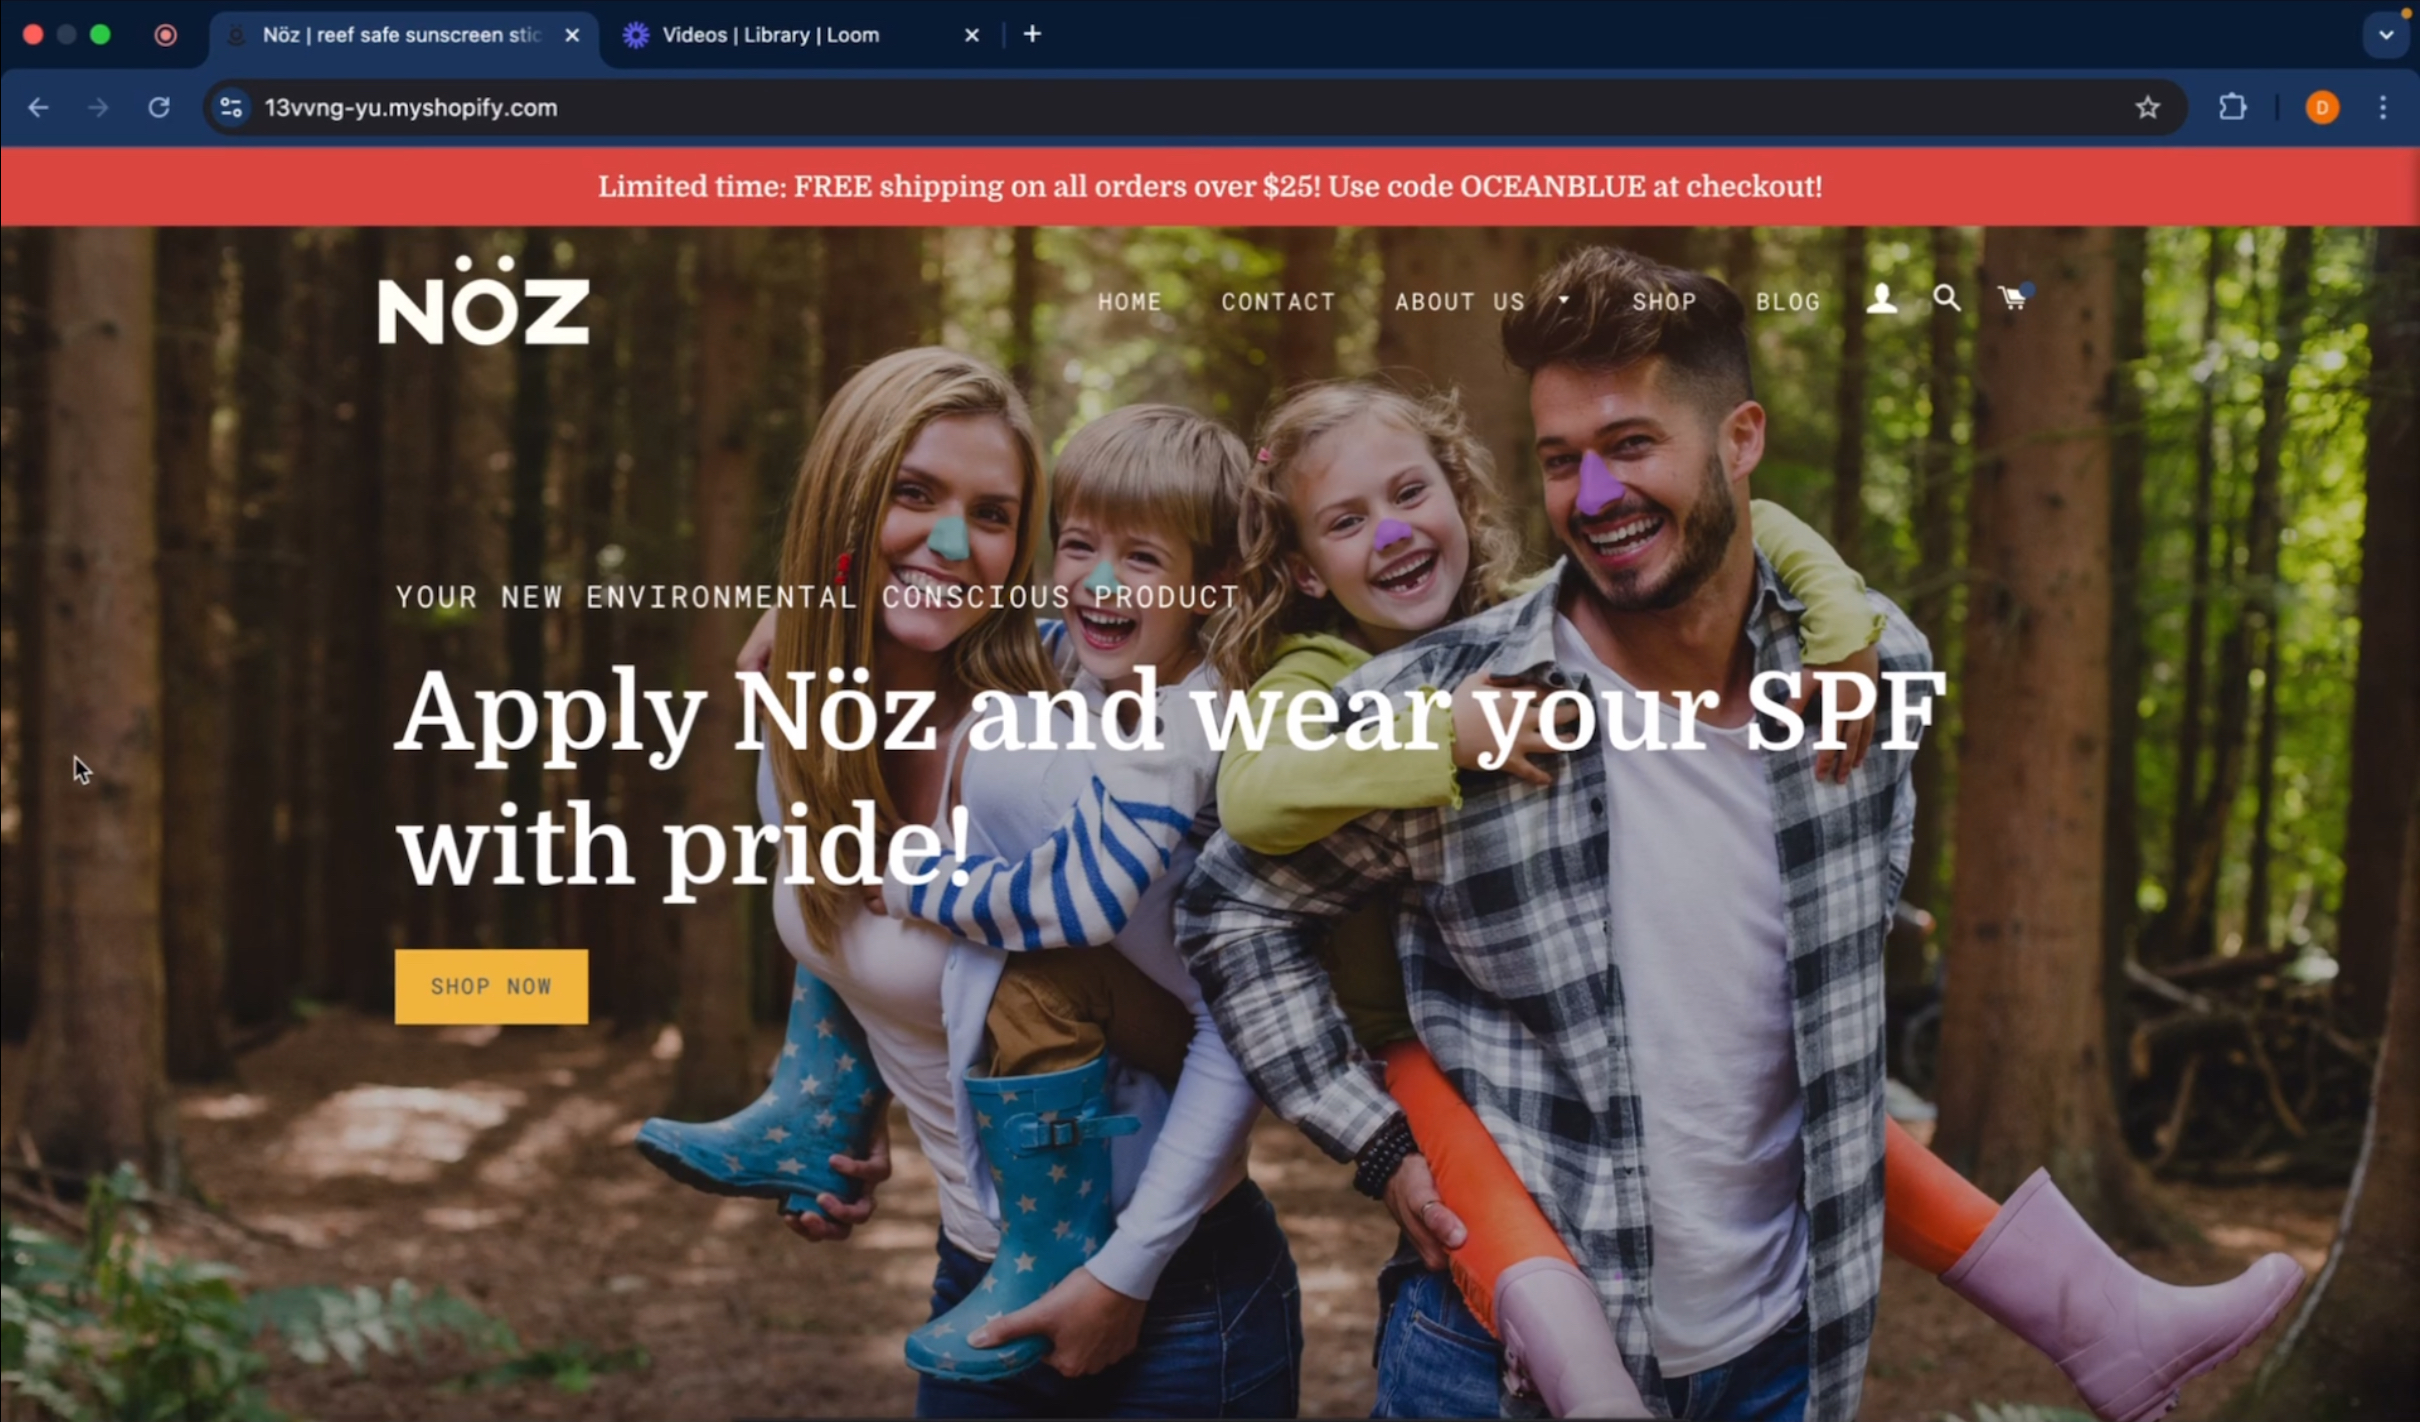 Nöz | reef safe sunscreen stic
Videos | Library | Loom
13vvng-yu.myshopify.com
D
Limited time: FREE shipping on all orders over $25! Use code OCEANBLUE at checkout!
NÖZ
HOME CONTACT ABOUT US SHOP BLOG
YOUR NEW ENVIRONMENTAL CONSCIOUS PRODUCT
Apply Nöz and wear your SPF
with pride!
SHOP NOW